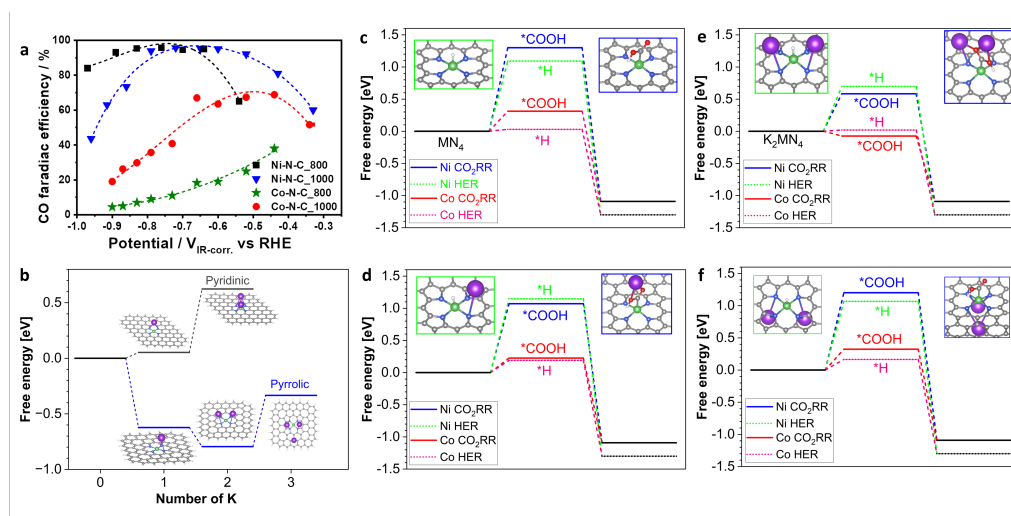 a
CO faradiac efficiency / %
100
80
60
40
20
0
-1.0
-0.9
-0.8
-0.7
-0.6
-0.5
-0.4
-0.3
Ni-N-C_800
Ni-N-C_1000
Co-N-C_800
Co-N-C_1000
Potential / V_IR-corr. vs RHE
b
Free energy [eV]
0.5
0.0
−0.5
−1.0
Pyridinic
Pyrrolic
0
1
2
3
Number of K
c
Free energy [eV]
1.5
1.0
0.5
0.0
-0.5
-1.0
-1.5
*COOH
*H
*COOH
*H
MN₄
Ni CO₂RR
Ni HER
Co CO₂RR
Co HER
d
Free energy [eV]
1.5
1.0
0.5
0.0
-0.5
-1.0
-1.5
*H
*COOH
*COOH
*H
Ni CO₂RR
Ni HER
Co CO₂RR
Co HER
e
Free energy [eV]
1.5
1.0
0.5
0.0
-0.5
-1.0
-1.5
*H
*COOH
*H
*COOH
K₂MN₄
Ni CO₂RR
Ni HER
Co CO₂RR
Co HER
f
Free energy [eV]
1.5
1.0
0.5
0.0
-0.5
-1.0
-1.5
*COOH
*H
*COOH
*H
Ni CO₂RR
Ni HER
Co CO₂RR
Co HER